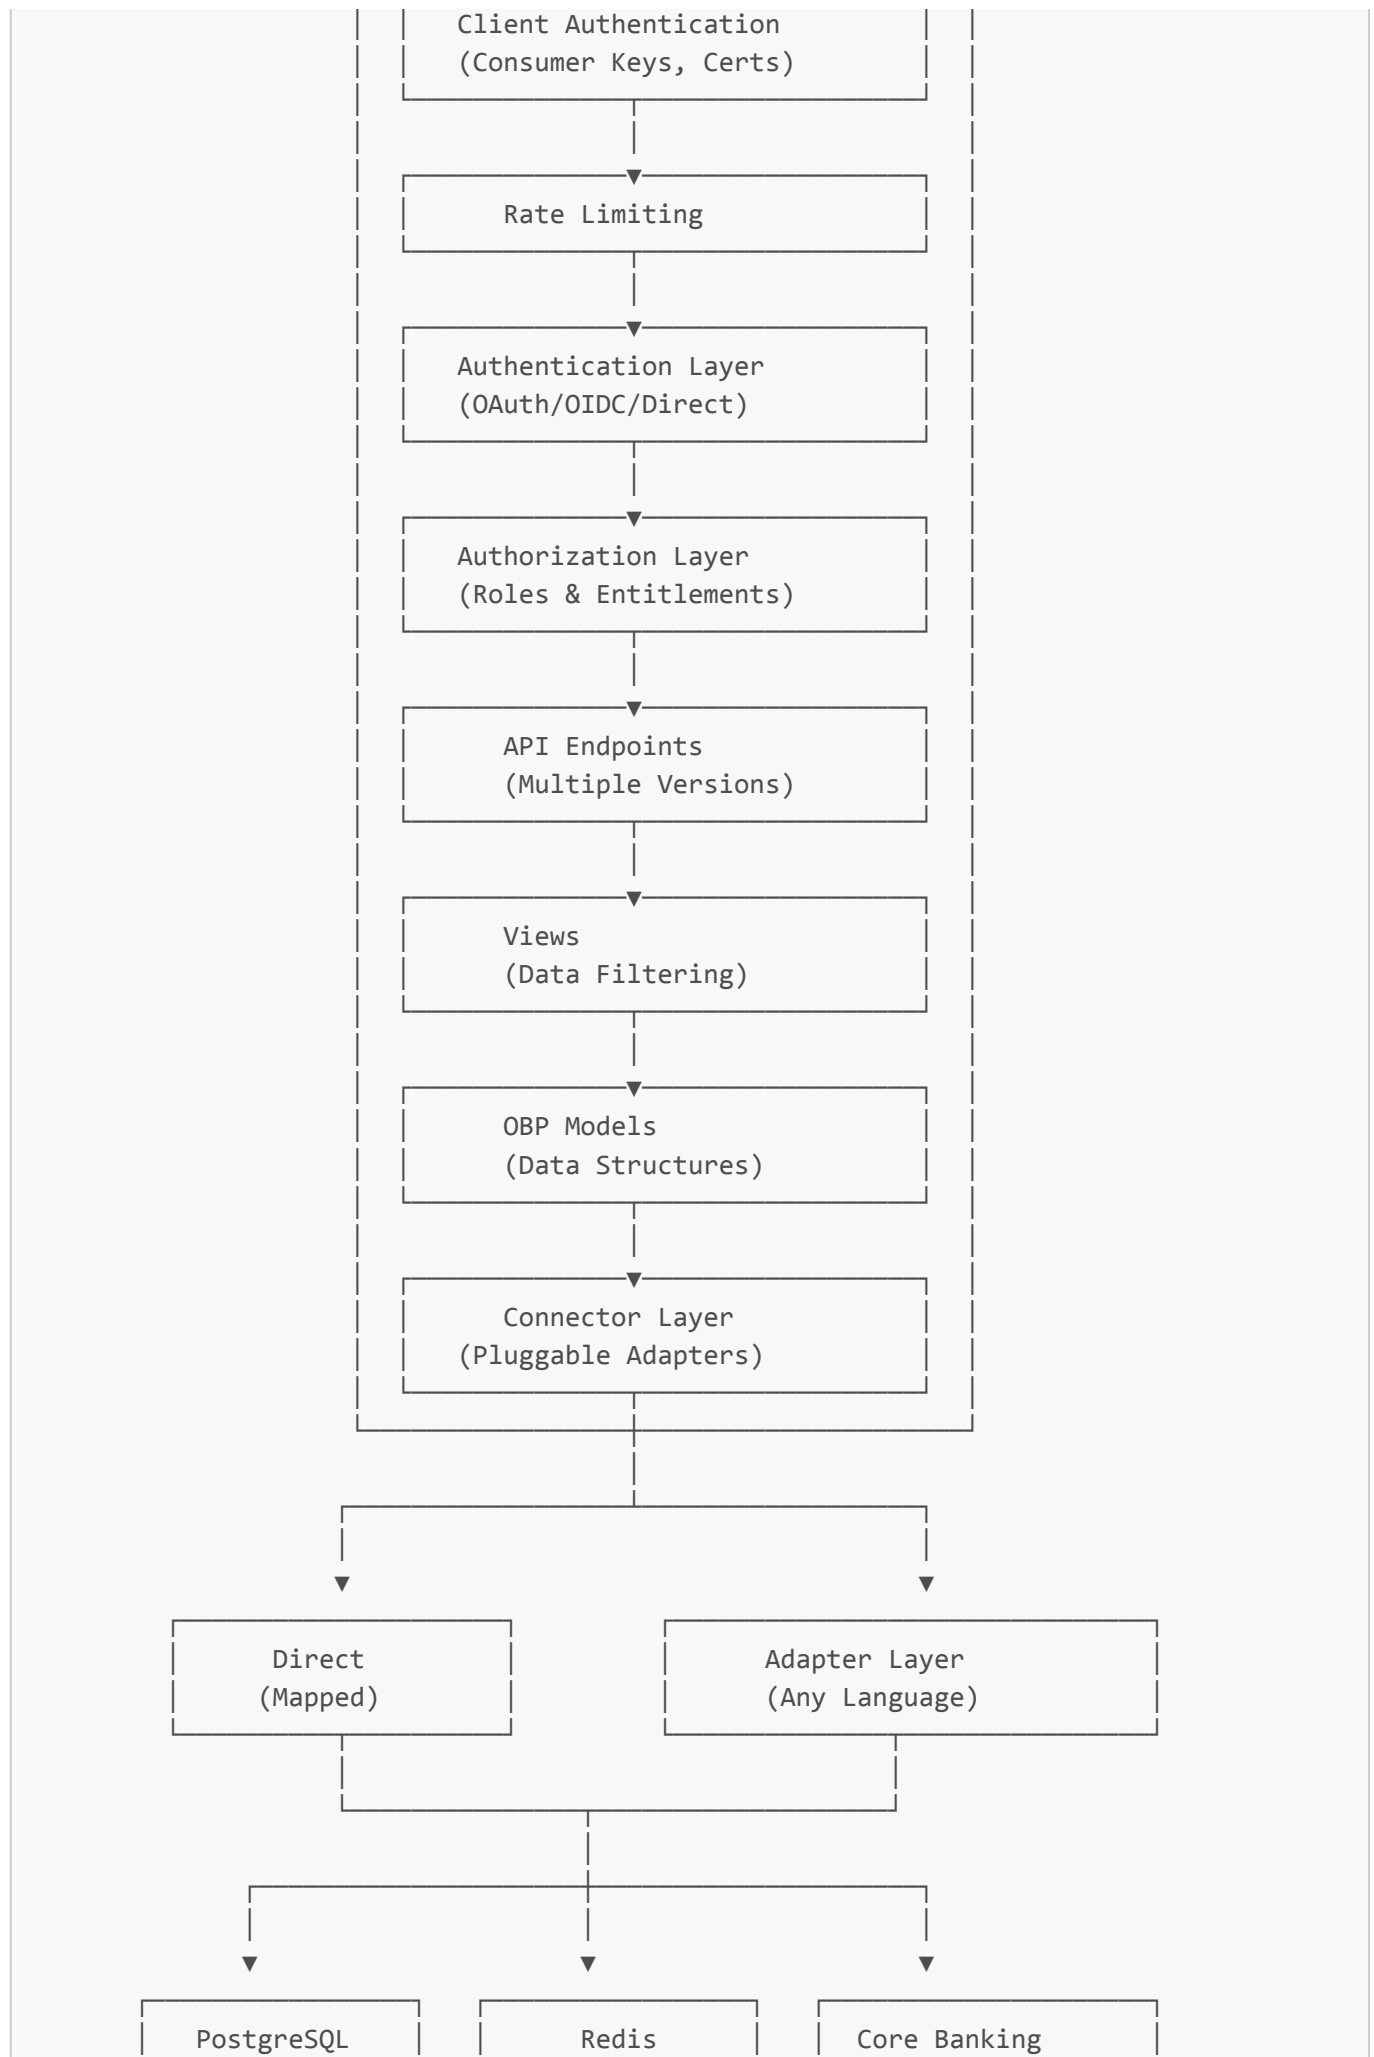 Client Authentication
(Consumer Keys, Certs)
Rate Limiting
Authentication Layer
(OAuth/OIDC/Direct)
Authorization Layer
(Roles & Entitlements)
API Endpoints
(Multiple Versions)
Views
(Data Filtering)
OBP Models
(Data Structures)
Connector Layer
(Pluggable Adapters)
Direct Adapter Layer
(Mapped) (Any Language)
PostgreSQL Redis Core Banking